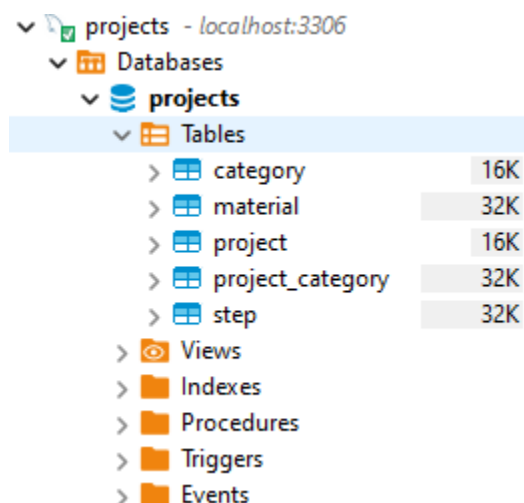 projects - localhost:3306
Databases
projects
Tables
category 16K
material 32K
project 16K
project_category 32K
step 32K
Views
Indexes
Procedures
Triggers
Events